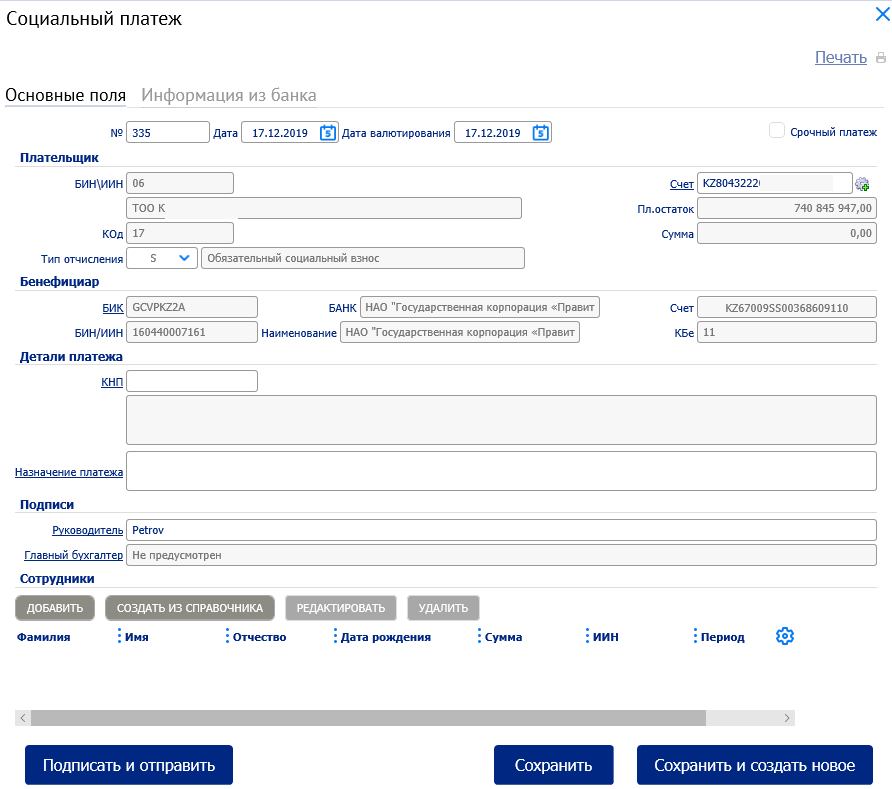 Социальный платеж
Печать
Основные поля Информация из банка
№ 335 Дата 17.12.2019 Дата валютирования 17.12.2019 Срочный платеж
Плательщик
БИН\ИИН 06 Счет KZ8043222
ТОО К Пл.остаток 740 845 947,00
КОд 17 Сумма 0,00
Тип отчисления S Обязательный социальный взнос
Бенефициар
БИК GCVPKZ2A БАНК НАО "Государственная корпорация «Правит Счет KZ67009SS00368609110
БИН/ИИН 160440007161 Наименование НАО "Государственная корпорация «Правит КБе 11
Детали платежа
КНП
Назначение платежа
Подписи
Руководитель Petrov
Главный бухгалтер Не предусмотрен
Сотрудники
ДОБАВИТЬ СОЗДАТЬ ИЗ СПРАВОЧНИКА РЕДАКТИРОВАТЬ УДАЛИТЬ
Фамилия Имя Отчество Дата рождения Сумма ИИН Период
Подписать и отправить Сохранить Сохранить и создать новое